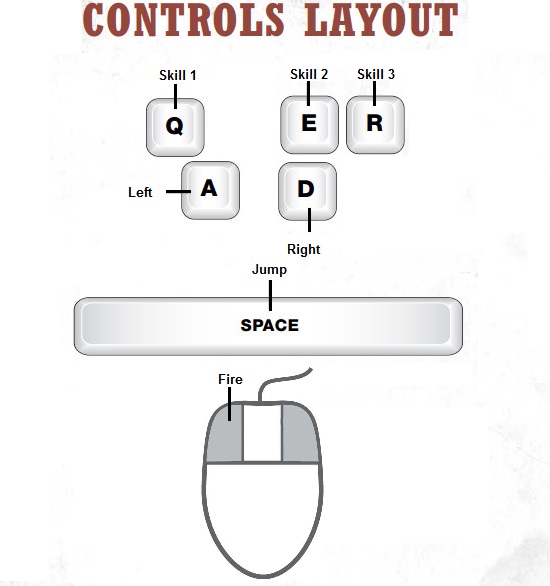 CONTROLS LAYOUT
Skill 1
Skill 2
Skill 3
Q
E
R
Left
A
D
Right
Jump
SPACE
Fire